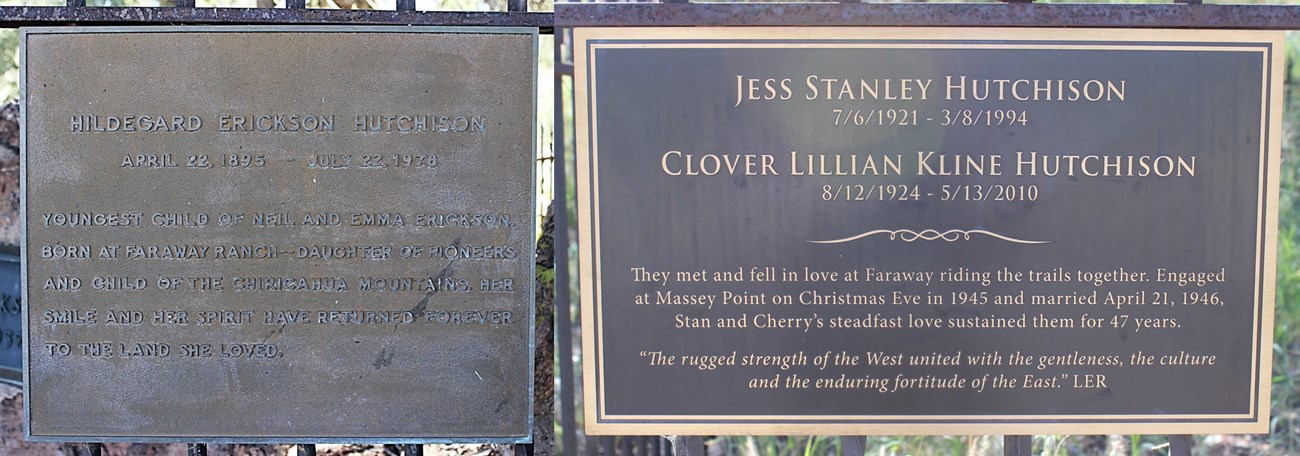 HILDEGARD ERICKSON HUTCHISON
APRIL 22, 1895 — JULY 22, 1978
YOUNGEST CHILD OF NEIL AND EMMA ERICKSON.
BORN AT FARAWAY RANCH--DAUGHTER OF PIONEERS
AND CHILD OF THE CHIRICAHUA MOUNTAINS. HER
SMILE AND HER SPIRIT HAVE RETURNED FOREVER
TO THE LAND SHE LOVED.
JESS STANLEY HUTCHISON
7/6/1921 - 3/8/1994
CLOVER LILLIAN KLINE HUTCHISON
8/12/1924 - 5/13/2010
They met and fell in love at Faraway riding the trails together. Engaged
at Massey Point on Christmas Eve in 1945 and married April 21, 1946,
Stan and Cherry’s steadfast love sustained them for 47 years.
“The rugged strength of the West united with the gentleness, the culture
and the enduring fortitude of the East.” LER